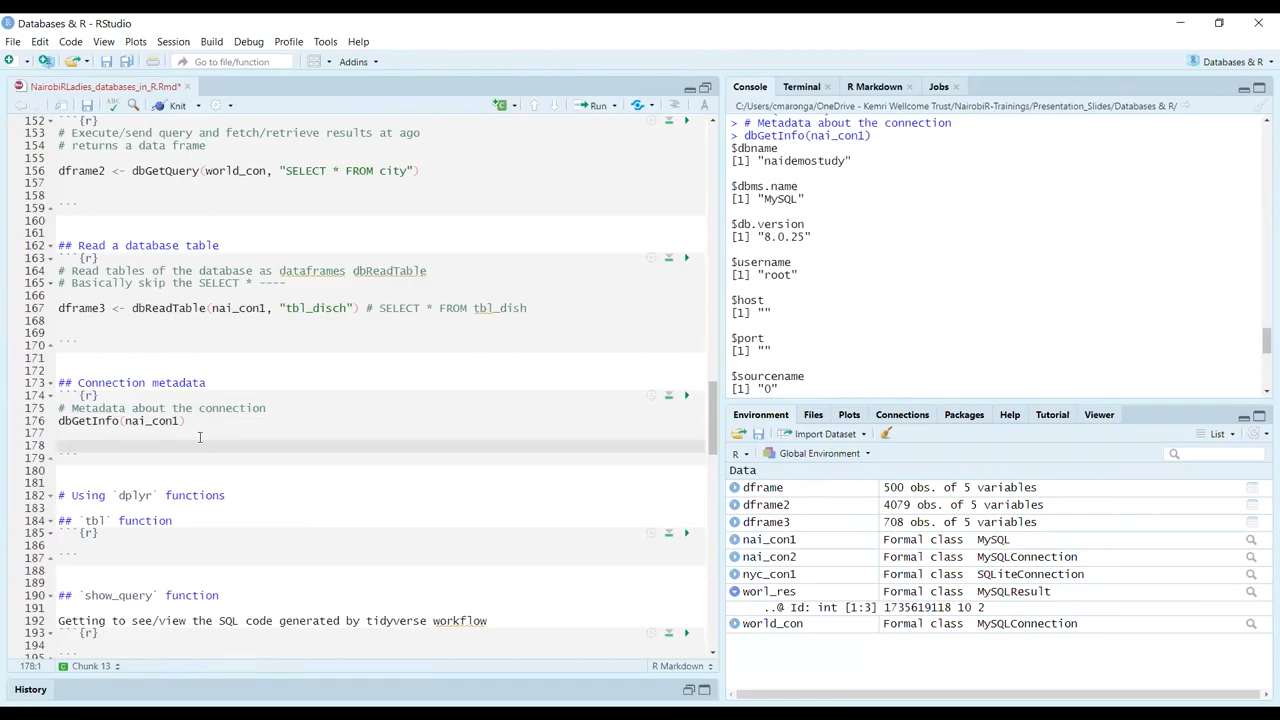 Databases & R - RStudio
File Edit Code View Plots Session Build Debug Profile Tools Help
Go to file/function Addins Databases & R
NairobiRLadies_databases_in_R.Rmd*
Knit Run
152 ```{r}
153 # Execute/send query and fetch/retrieve results at ago
154 # returns a data frame
155
156 dframe2 <- dbGetQuery(world_con, "SELECT * FROM city")
157
158
159 ```
160
161
162 ## Read a database table
163 ```{r}
164 # Read tables of the database as dataframes dbReadTable
165 # Basically skip the SELECT * ----
166
167 dframe3 <- dbReadTable(nai_con1, "tbl_disch") # SELECT * FROM tbl_dish
168
169
170 ```
171
172
173 ## Connection metadata
174 ```{r}
175 # Metadata about the connection
176 dbGetInfo(nai_con1)
177
178
179 ```
180
181
182 # Using `dplyr` functions
183
184 ## `tbl` function
185 ```{r}
186
187 ```
188
189
190 ## `show_query` function
191
192 Getting to see/view the SQL code generated by tidyverse workflow
193 ```{r}
194
195 ```
178:1 Chunk 13 R Markdown
History
Console Terminal R Markdown Jobs
C:/Users/cmaronga/OneDrive - Kemri Wellcome Trust/NairobiR-Trainings/Presentation_Slides/Databases & R/
> # Metadata about the connection
> dbGetInfo(nai_con1)
$dbname
[1] "naidemostudy"
$dbms.name
[1] "MySQL"
$db.version
[1] "8.0.25"
$username
[1] "root"
$host
[1] ""
$port
[1] ""
$sourcename
[1] "0"
Environment Files Plots Connections Packages Help Tutorial Viewer
Import Dataset List
R Global Environment
Data
dframe 500 obs. of 5 variables
dframe2 4079 obs. of 5 variables
dframe3 708 obs. of 5 variables
nai_con1 Formal class MySQL
nai_con2 Formal class MySQLConnection
nyc_con1 Formal class SQLiteConnection
worl_res Formal class MySQLResult
..@ Id: int [1:3] 1735619118 10 2
world_con Formal class MySQLConnection